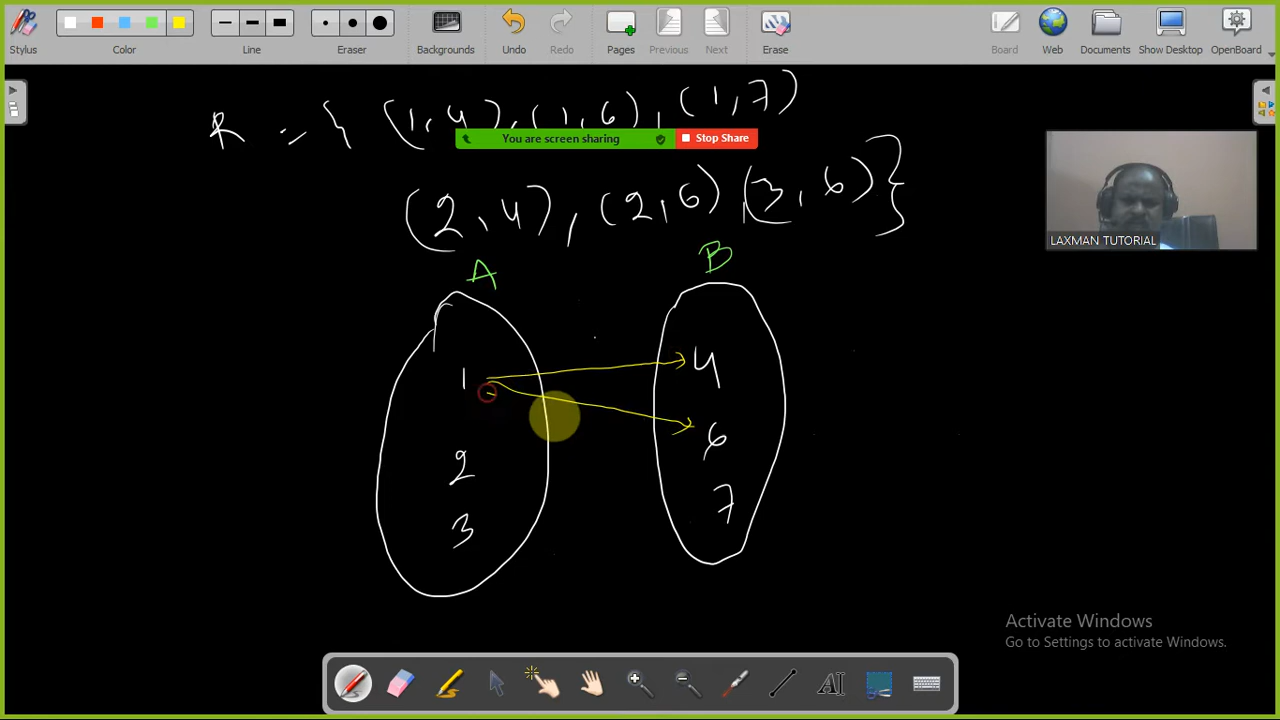 Stylus Color Line Eraser Backgrounds Undo Redo Pages Previous Next Erase Board Web Documents Show Desktop OpenBoard
R = { (1,4), (1,6), (1,7)
You are screen sharing Stop Share
(2,4), (2,6), (3,6)}
LAXMAN TUTORIAL
A B
1 4
2 6
3 7
Activate Windows
Go to Settings to activate Windows.